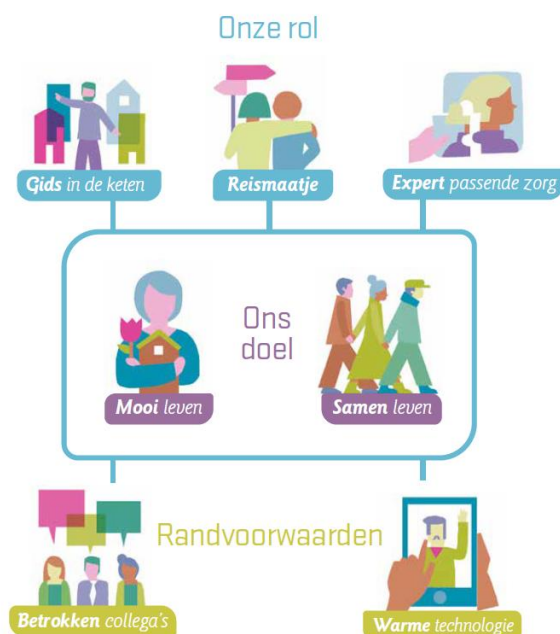 Onze rol
Gids in de keten
Reismaatje
Expert passende zorg
Ons
doel
Mooi leven
Samen leven
Randvoorwaarden
Betrokken collega's
Warme technologie